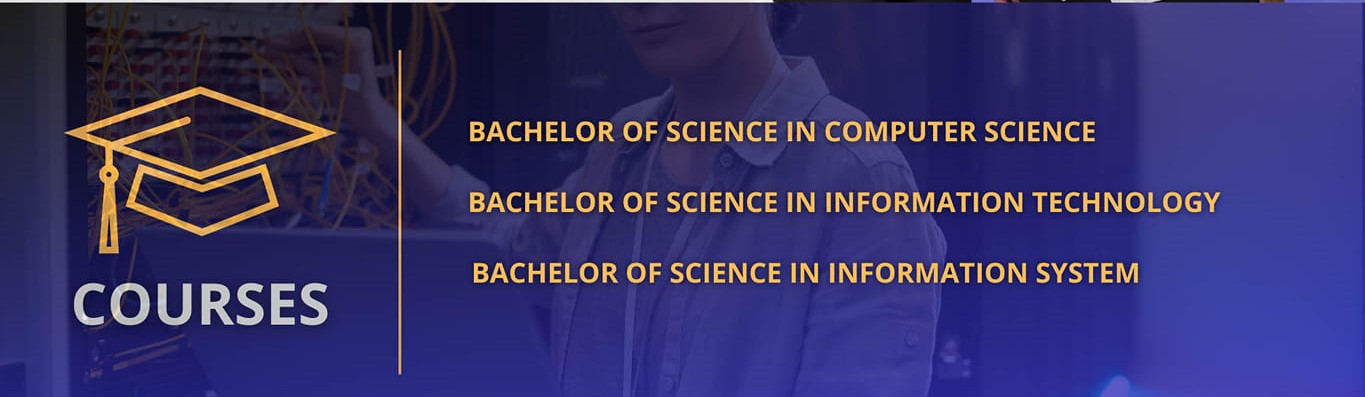 COURSES
BACHELOR OF SCIENCE IN COMPUTER SCIENCE
BACHELOR OF SCIENCE IN INFORMATION TECHNOLOGY
BACHELOR OF SCIENCE IN INFORMATION SYSTEM